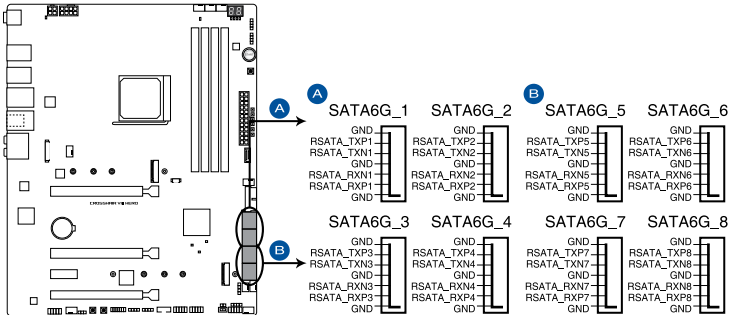 A
A
B
SATA6G_1
SATA6G_2
SATA6G_5
SATA6G_6
GND
RSATA_TXP1
RSATA_TXN1
GND
RSATA_RXN1
RSATA_RXP1
GND
GND
RSATA_TXP2
RSATA_TXN2
GND
RSATA_RXN2
RSATA_RXP2
GND
GND
RSATA_TXP5
RSATA_TXN5
GND
RSATA_RXN5
RSATA_RXP5
GND
GND
RSATA_TXP6
RSATA_TXN6
GND
RSATA_RXN6
RSATA_RXP6
GND
CROSSHAIR VIII HERO
B
SATA6G_3
SATA6G_4
SATA6G_7
SATA6G_8
GND
RSATA_TXP3
RSATA_TXN3
GND
RSATA_RXN3
RSATA_RXP3
GND
GND
RSATA_TXP4
RSATA_TXN4
GND
RSATA_RXN4
RSATA_RXP4
GND
GND
RSATA_TXP7
RSATA_TXN7
GND
RSATA_RXN7
RSATA_RXP7
GND
GND
RSATA_TXP8
RSATA_TXN8
GND
RSATA_RXN8
RSATA_RXP8
GND